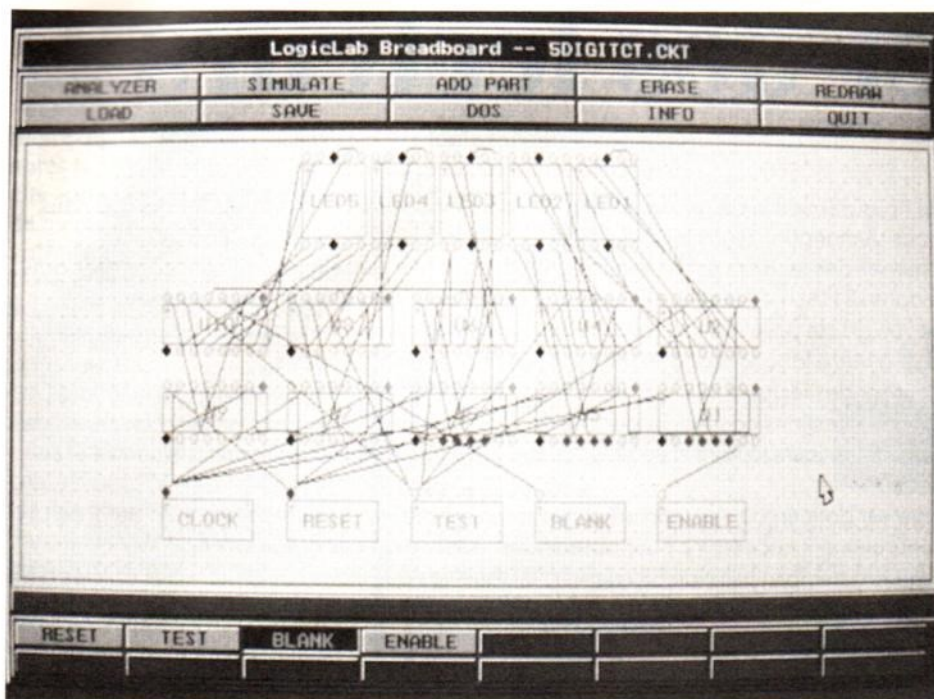 LogicLab Breadboard -- 5DIGITCT.CKT
ANALYZER SIMULATE ADD PART ERASE REDRAW
LOAD SAVE DOS INFO QUIT
LED5 LED4 LED3 LED2 LED1
CLOCK RESET TEST BLANK ENABLE
RESET TEST BLANK ENABLE